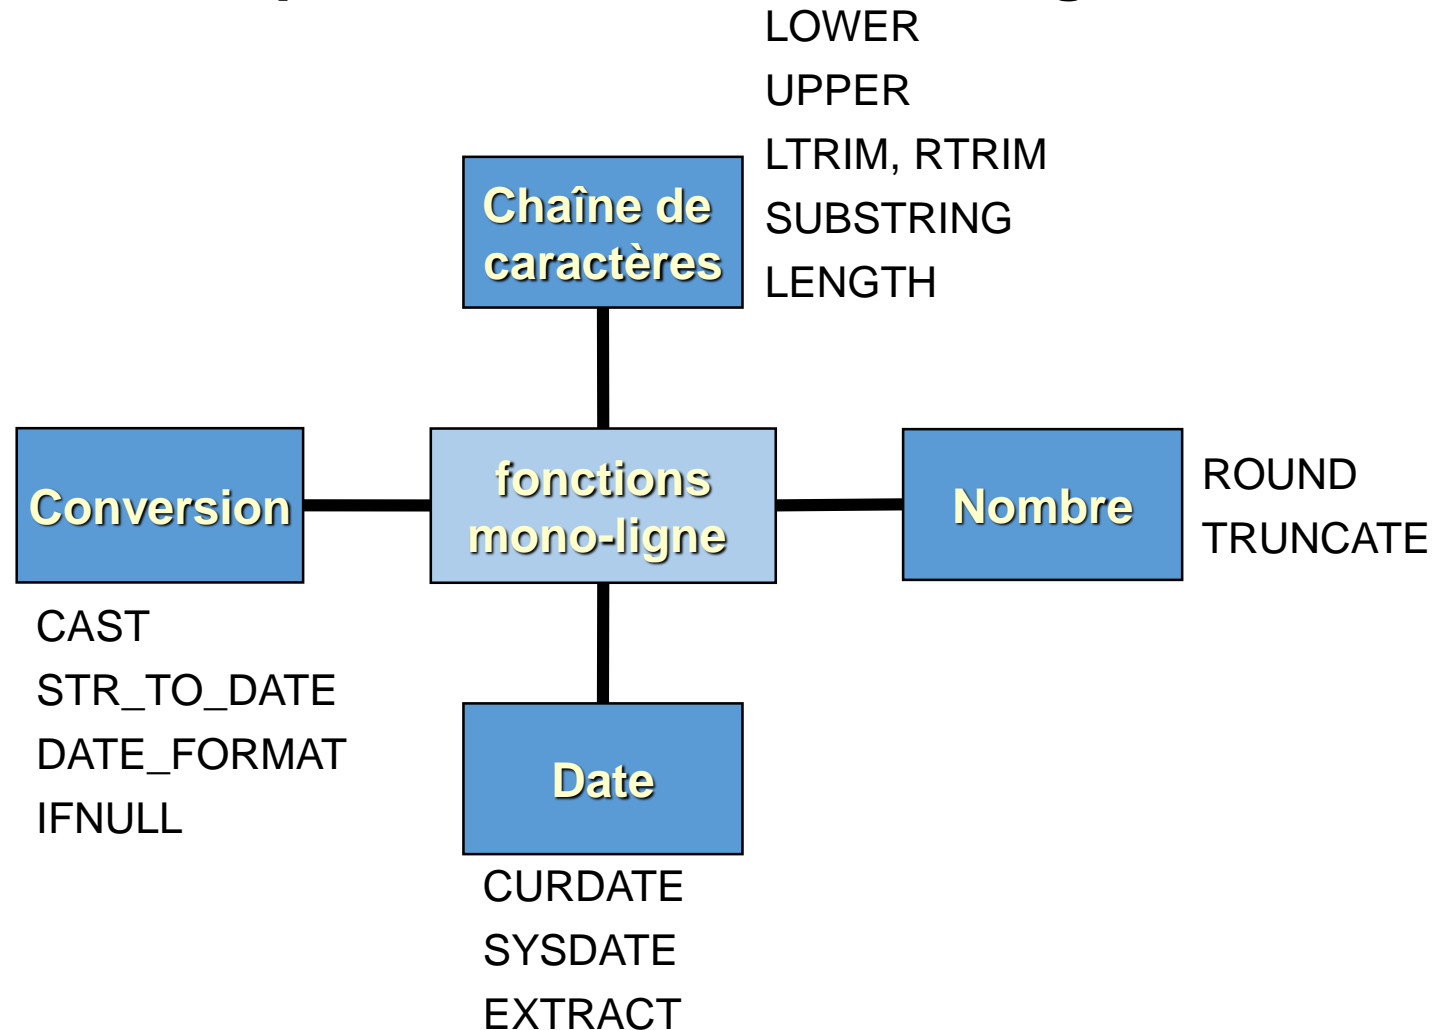 LOWER
UPPER
LTRIM, RTRIM
SUBSTRING
LENGTH
Chaîne de
caractères
Conversion
fonctions
mono-ligne
Nombre
ROUND
TRUNCATE
CAST
STR_TO_DATE
DATE_FORMAT
IFNULL
Date
CURDATE
SYSDATE
EXTRACT